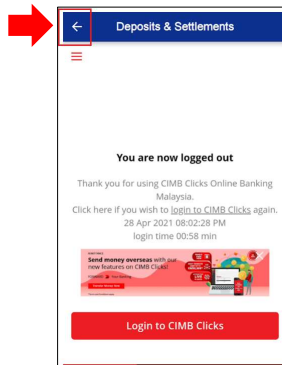 Deposits & Settlements
You are now logged out
Thank you for using CIMB Clicks Online Banking
Malaysia.
Click here if you wish to login to CIMB Clicks again.
28 Apr 2021 08:02:28 PM
login time 00:58 min
Send money overseas with our
new features on CIMB Clicks!
Login to CIMB Clicks